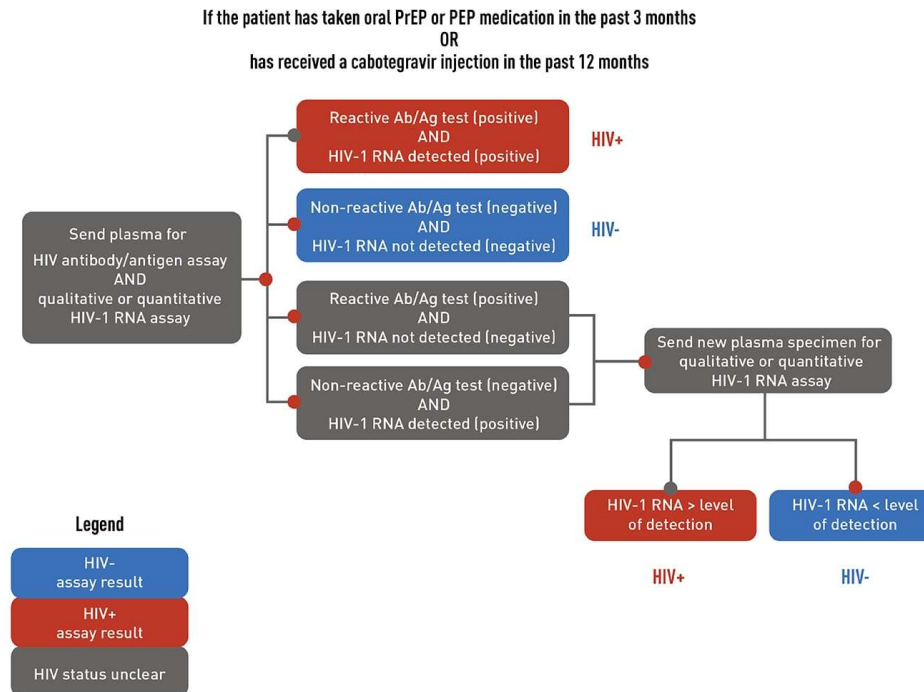 If the patient has taken oral PrEP or PEP medication in the past 3 months
OR
has received a cabotegravir injection in the past 12 months
Send plasma for
HIV antibody/antigen assay
AND
qualitative or quantitative
HIV-1 RNA assay
Reactive Ab/Ag test (positive)
AND
HIV-1 RNA detected (positive)
HIV+
Non-reactive Ab/Ag test (negative)
AND
HIV-1 RNA not detected (negative)
HIV-
Reactive Ab/Ag test (positive)
AND
HIV-1 RNA not detected (negative)
Non-reactive Ab/Ag test (negative)
AND
HIV-1 RNA detected (positive)
Send new plasma specimen for
qualitative or quantitative
HIV-1 RNA assay
HIV-1 RNA > level
of detection
HIV+
HIV-1 RNA < level
of detection
HIV-
Legend
HIV-
assay result
HIV+
assay result
HIV status unclear